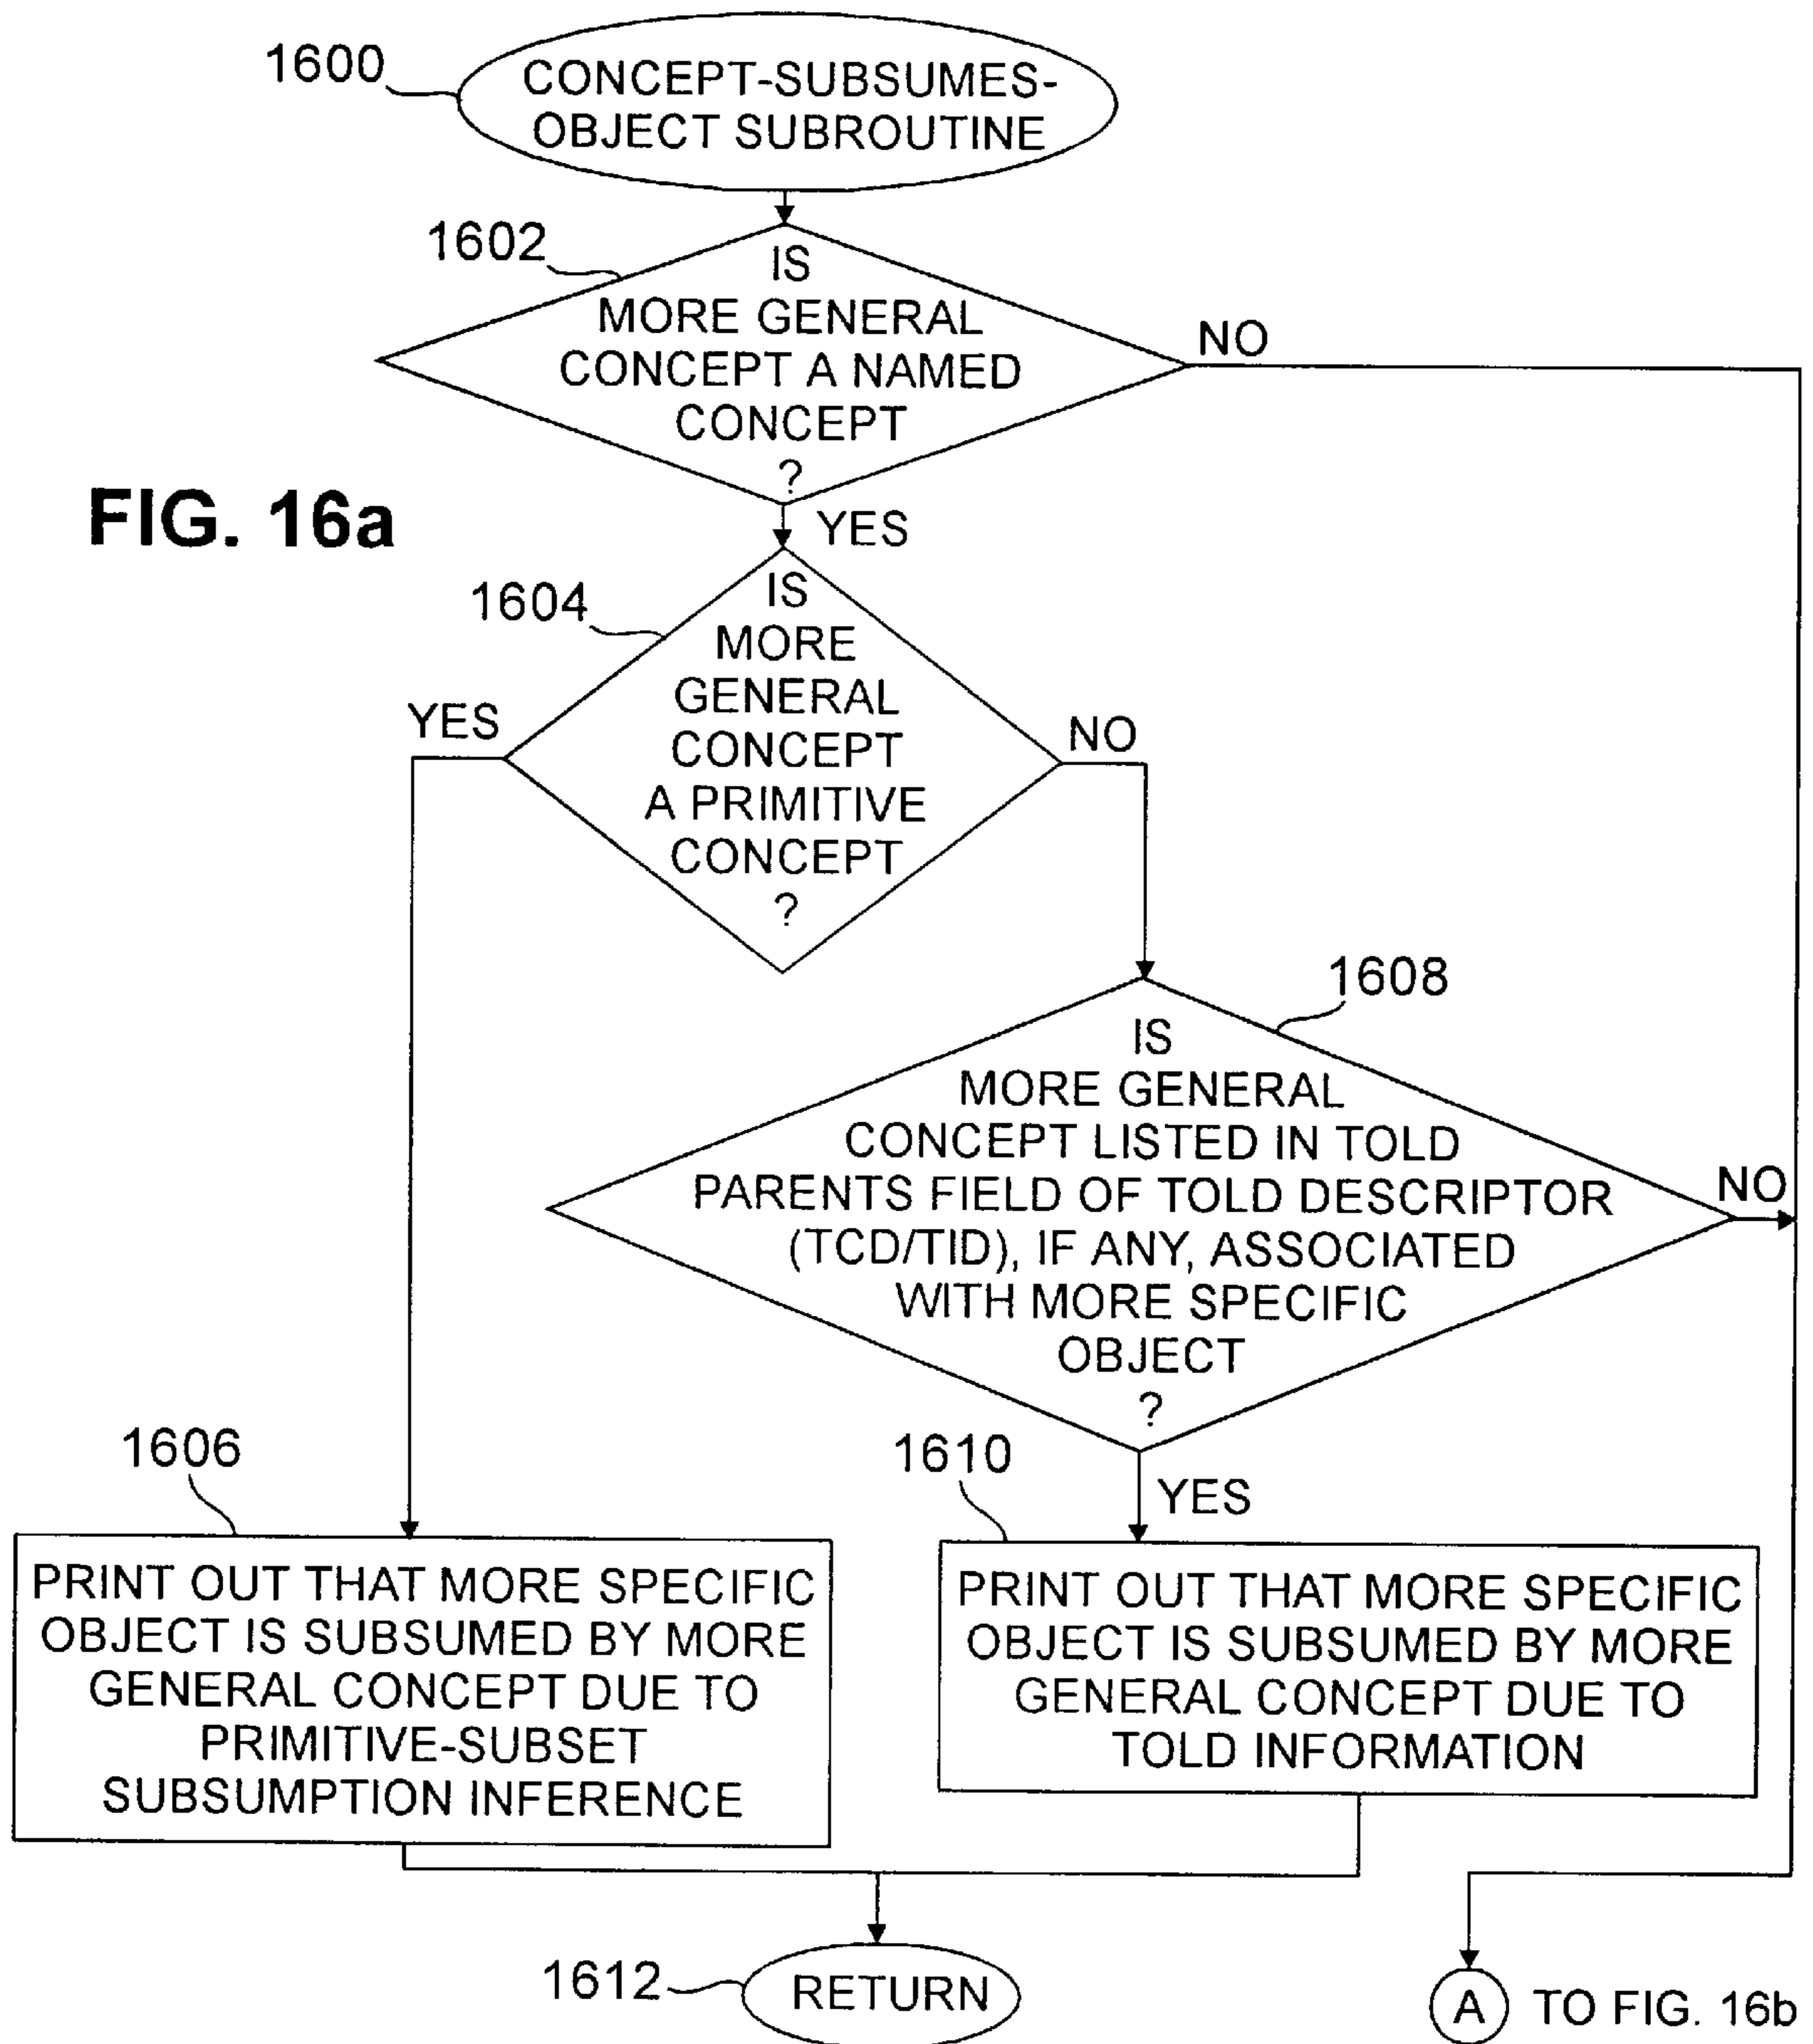 1600
CONCEPT-SUBSUMES-
OBJECT SUBROUTINE
1602
IS
MORE GENERAL
CONCEPT A NAMED
CONCEPT
?
NO
FIG. 16a
YES
1604
IS
MORE
GENERAL
CONCEPT
A PRIMITIVE
CONCEPT
?
YES
NO
1608
IS
MORE GENERAL
CONCEPT LISTED IN TOLD
PARENTS FIELD OF TOLD DESCRIPTOR
(TCD/TID), IF ANY, ASSOCIATED
WITH MORE SPECIFIC
OBJECT
?
NO
YES
1606
PRINT OUT THAT MORE SPECIFIC
OBJECT IS SUBSUMED BY MORE
GENERAL CONCEPT DUE TO
PRIMITIVE-SUBSET
SUBSUMPTION INFERENCE
1610
PRINT OUT THAT MORE SPECIFIC
OBJECT IS SUBSUMED BY MORE
GENERAL CONCEPT DUE TO
TOLD INFORMATION
1612
RETURN
A TO FIG. 16b